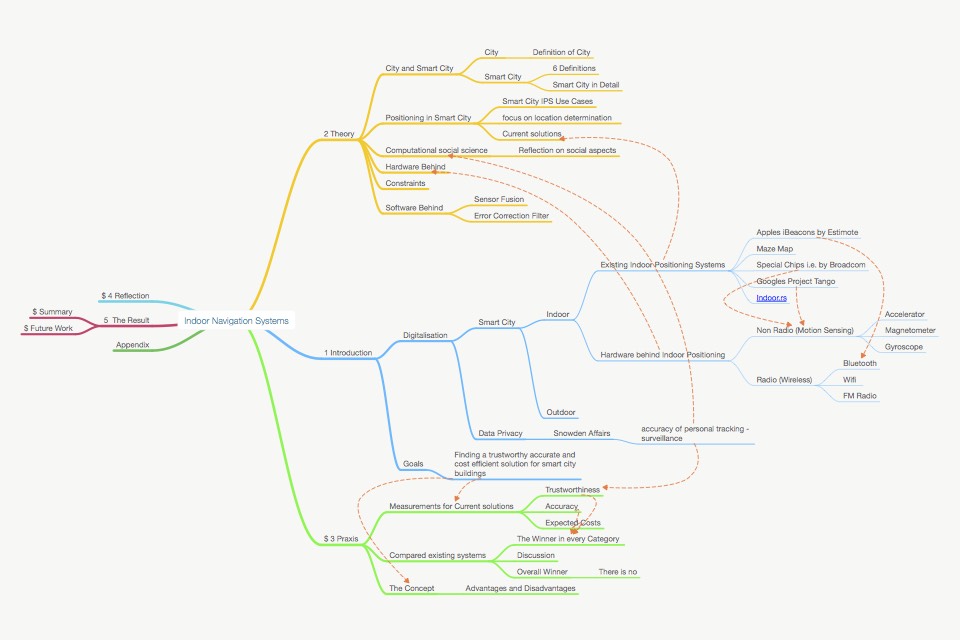 City
Definition of City
City and Smart City
6 Definitions
Smart City
Smart City in Detail
Smart City IPS Use Cases
Positioning in Smart City
focus on location determination
Current solutions
2 Theory
Computational social science
Reflection on social aspects
Hardware Behind
Constraints
Sensor Fusion
Software Behind
Error Correction Filter
Apples iBeacons by Estimote
Maze Map
Existing Indoor Positioning Systems
Special Chips i.e. by Broadcom
Googles Project Tango
Indoor.rs
$ 4 Reflection
$ Summary
5 The Result
$ Future Work
Appendix
Indoor Navigation Systems
Indoor
Smart City
Digitalisation
1 Introduction
Accelerator
Non Radio (Motion Sensing)
Magnetometer
Gyroscope
Hardware behind Indoor Positioning
Bluetooth
Radio (Wireless)
Wifi
FM Radio
Outdoor
Data Privacy
Snowden Affairs
accuracy of personal tracking -
surveillance
Goals
Finding a trustworthy accurate and
cost efficient solution for smart city
buildings
Trustworthiness
Measurements for Current solutions
Accuracy
Expected Costs
$ 3 Praxis
The Winner in every Category
Compared existing systems
Discussion
Overall Winner
There is no
The Concept
Advantages and Disadvantages